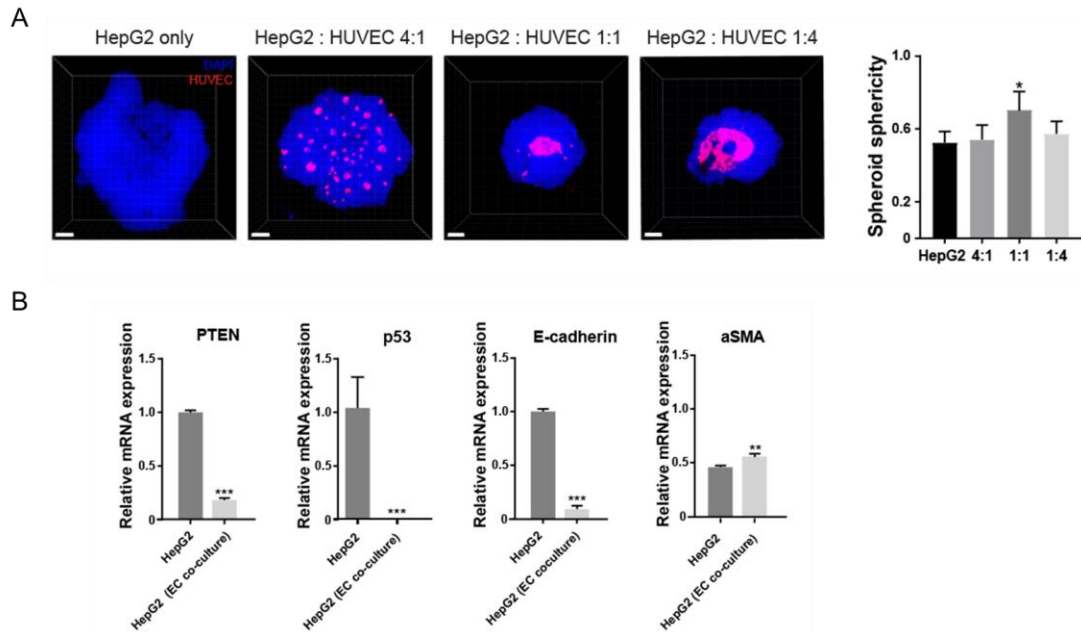 A
HepG2 only
HepG2 : HUVEC 4:1
HepG2 : HUVEC 1:1
HepG2 : HUVEC 1:4
DAPI
HUVEC
Spheroid sphericity
1.0
0.6
0.2
0
*
HepG2 4:1 1:1 1:4
B
PTEN
Relative mRNA expression
1.5
1.0
0.5
0
***
HepG2
HepG2 (EC co-culture)
p53
Relative mRNA expression
1.5
1.0
0.5
0
***
HepG2
HepG2 (EC co-culture)
E-cadherin
Relative mRNA expression
1.5
1.0
0.5
0
***
HepG2
HepG2 (EC co-culture)
aSMA
Relative mRNA expression
1.5
1.0
0.5
0
**
HepG2
HepG2 (EC co-culture)